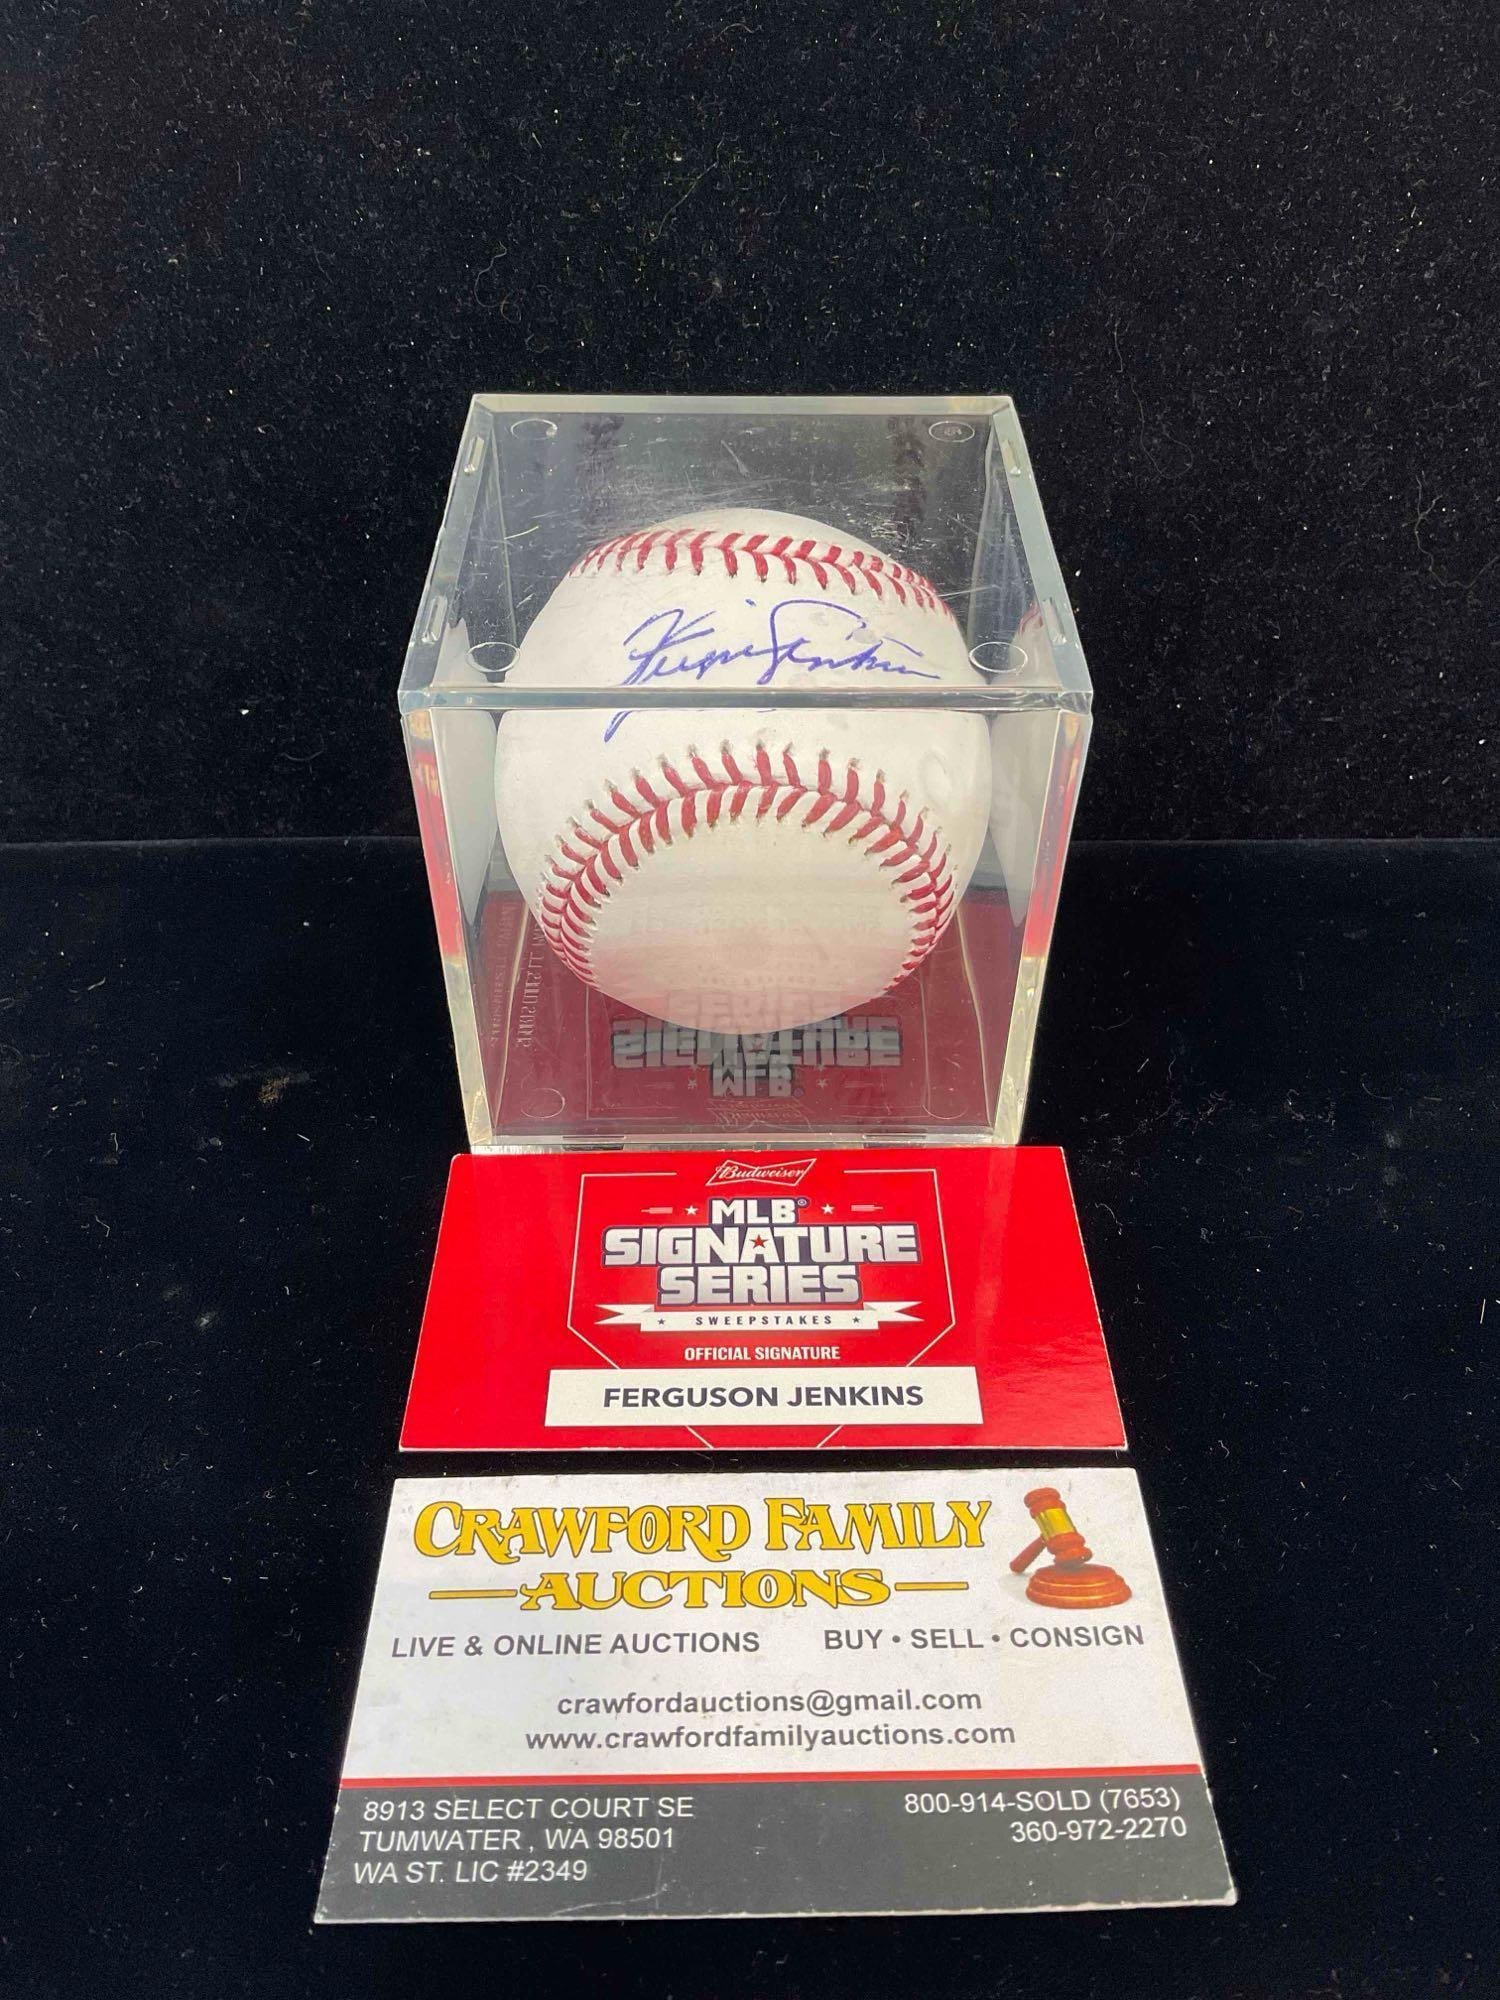 Fergie Jenkins
Budweiser
MLB®
SIGNATURE
SERIES
SWEEPSTAKES
OFFICIAL SIGNATURE
FERGUSON JENKINS
CRAWFORD FAMILY
AUCTIONS
LIVE & ONLINE AUCTIONS BUY • SELL • CONSIGN
crawfordauctions@gmail.com
www.crawfordfamilyauctions.com
8913 SELECT COURT SE
TUMWATER , WA 98501
WA ST. LIC #2349
800-914-SOLD (7653)
360-972-2270